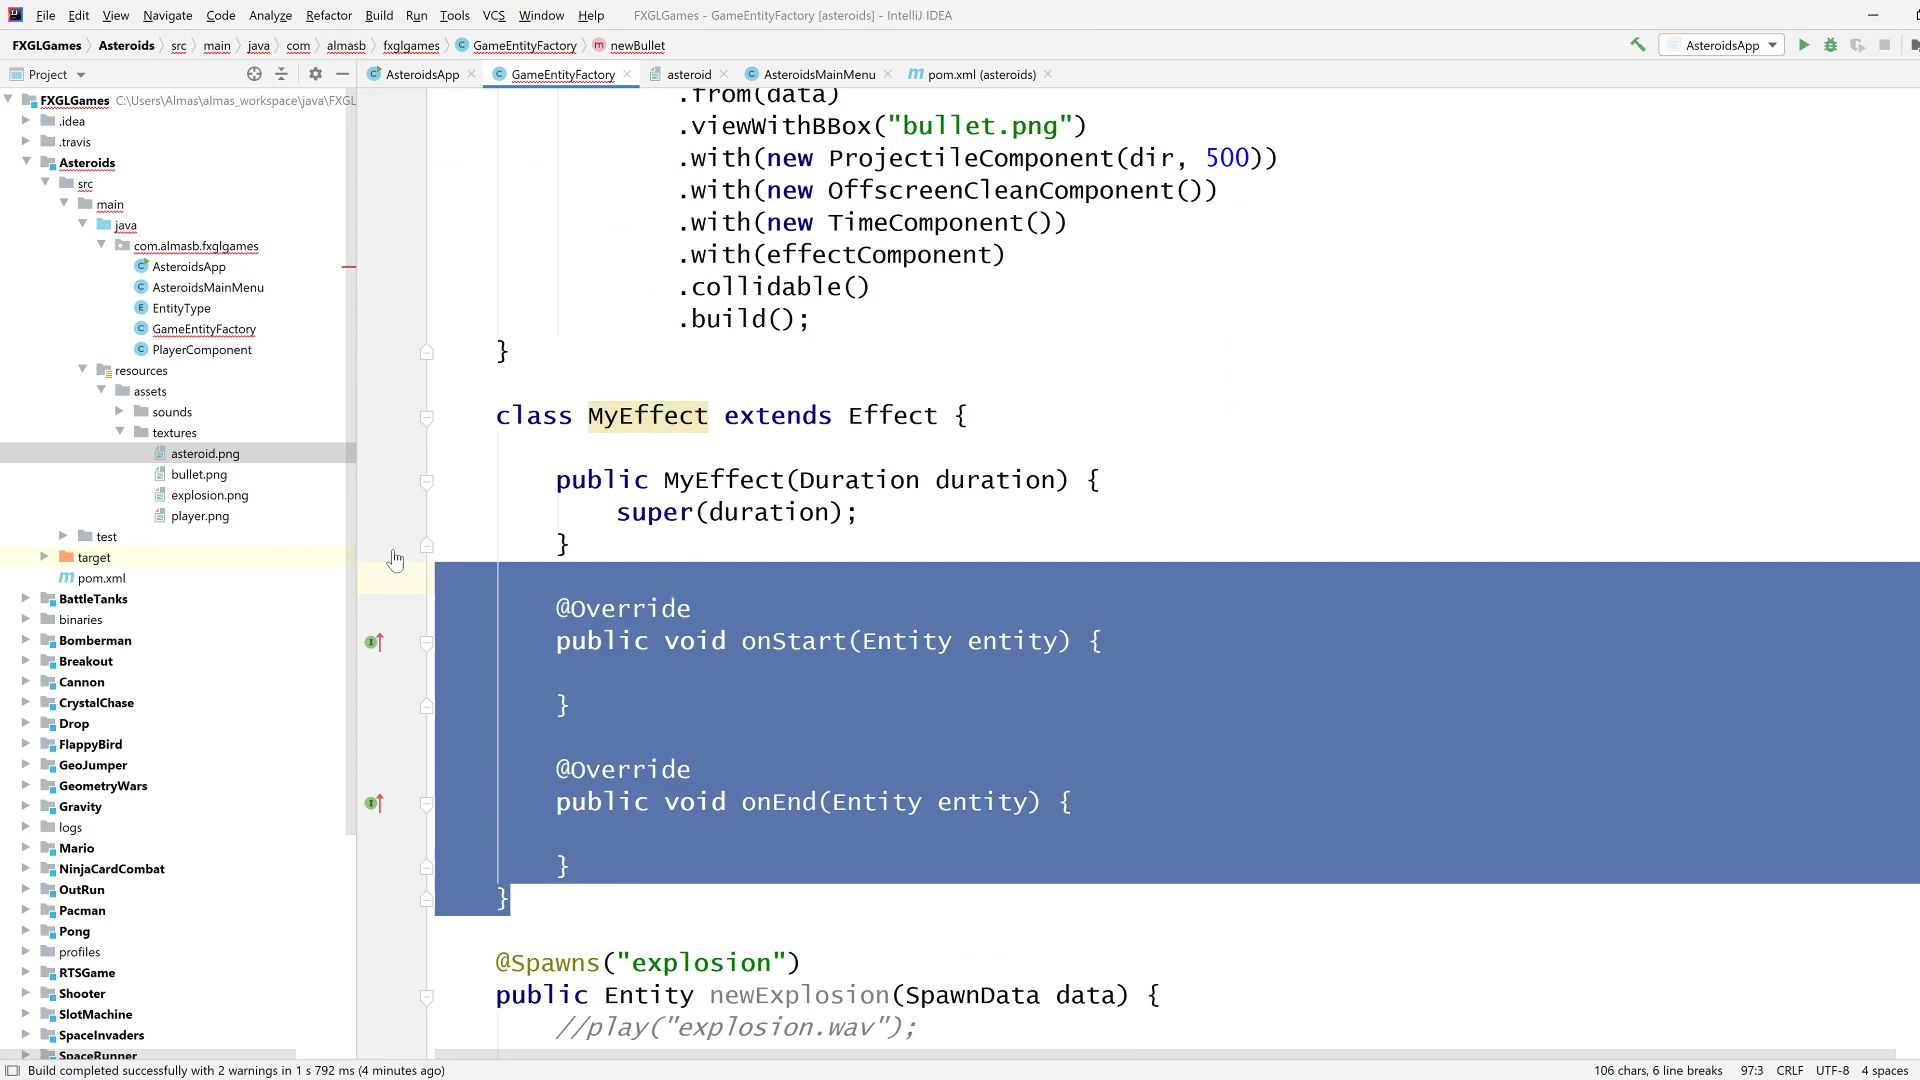 File Edit View Navigate Code Analyze Refactor Build Run Tools VCS Window Help FXGLGames - GameEntityFactory [asteroids] - IntelliJ IDEA
FXGLGames Asteroids src main java com almasb fxglgames GameEntityFactory newBullet AsteroidsApp
Project AsteroidsApp GameEntityFactory asteroid AsteroidsMainMenu pom.xml (asteroids)
FXGLGames C:\Users\Almas\almas_workspace\java\FXGL
.idea
.travis
Asteroids
src
main
java
com.almasb.fxglgames
AsteroidsApp
AsteroidsMainMenu
EntityType
GameEntityFactory
PlayerComponent
resources
assets
sounds
textures
asteroid.png
bullet.png
explosion.png
player.png
test
target
pom.xml
BattleTanks
binaries
Bomberman
Breakout
Cannon
CrystalChase
Drop
FlappyBird
GeoJumper
GeometryWars
Gravity
logs
Mario
NinjaCardCombat
OutRun
Pacman
Pong
profiles
RTSGame
Shooter
SlotMachine
SpaceInvaders
SpaceRunner
.from(data)
.viewWithBBox("bullet.png")
.with(new ProjectileComponent(dir, 500))
.with(new OffscreenCleanComponent())
.with(new TimeComponent())
.with(effectComponent)
.collidable()
.build();
}
class MyEffect extends Effect {
public MyEffect(Duration duration) {
super(duration);
}
@Override
public void onStart(Entity entity) {
}
@Override
public void onEnd(Entity entity) {
}
}
@Spawns("explosion")
public Entity newExplosion(SpawnData data) {
//play("explosion.wav");
Build completed successfully with 2 warnings in 1 s 792 ms (4 minutes ago) 106 chars, 6 line breaks 97:3 CRLF UTF-8 4 spaces